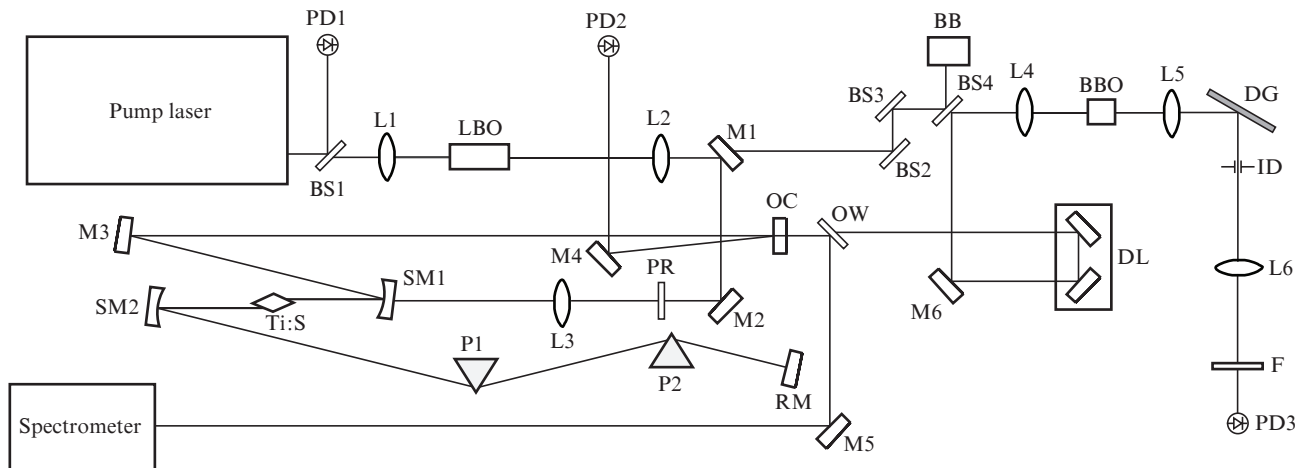 PD1
PD2
BB
Pump laser
L1
LBO
L2
M1
BS3
BS4
L4
BBO
L5
DG
BS1
BS2
ID
M3
M4
OC
OW
DL
SM1
PR
M6
L6
SM2
Ti:S
L3
M2
P1
P2
RM
F
Spectrometer
M5
PD3